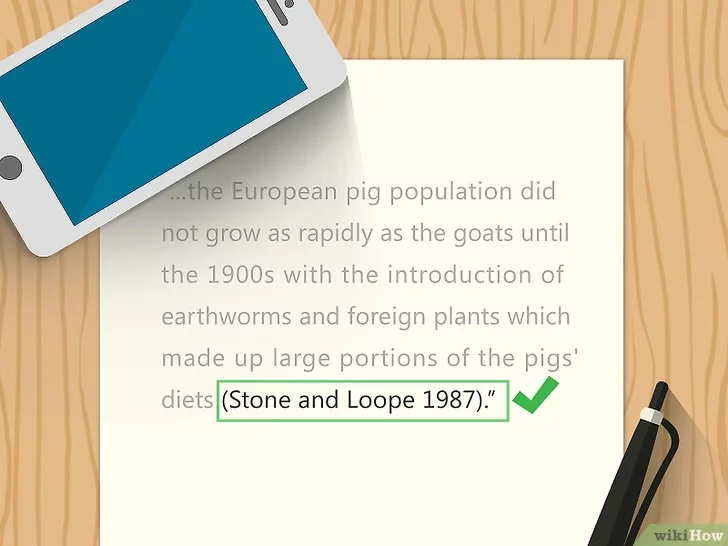 "...the European pig population did
not grow as rapidly as the goats until
the 1900s with the introduction of
earthworms and foreign plants which
made up large portions of the pigs'
diets (Stone and Loope 1987)."
wikiHow